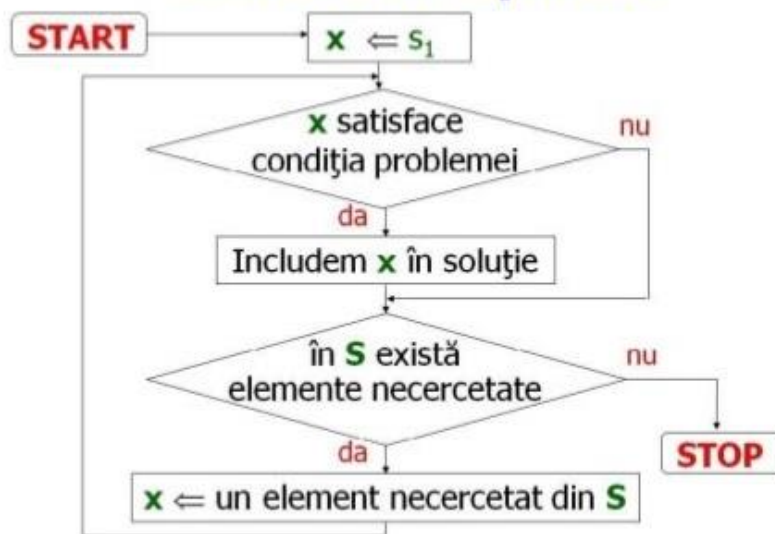 START
x ⇐ s₁
x satisface
condiţia problemei
nu
da
Includem x în soluţie
în S există
elemente necercetate
nu
da
STOP
x ⇐ un element necercetat din S